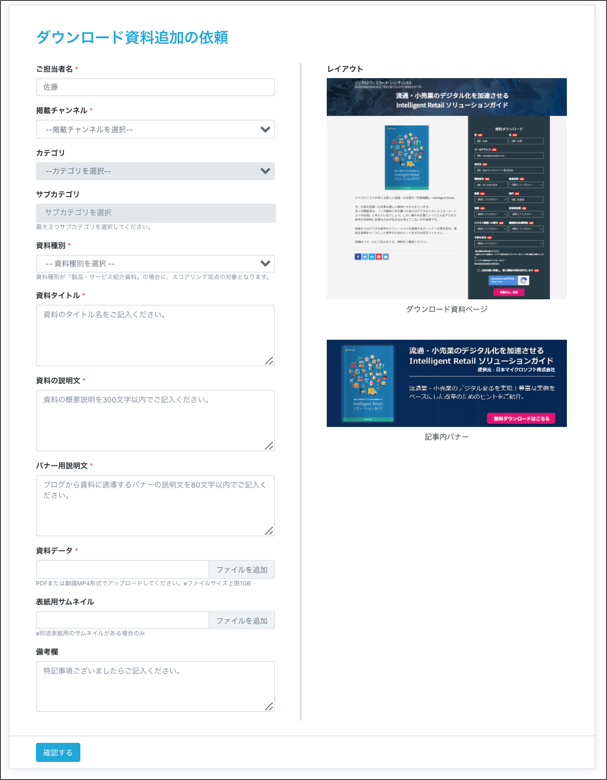 ダウンロード資料追加の依頼
ご担当者名 *
佐藤
掲載チャンネル *
--掲載チャンネルを選択--
カテゴリ
--カテゴリを選択--
サブカテゴリ
サブカテゴリを選択
最大３つサブカテゴリを選択してください。
資料種別 *
-- 資料種別を選択 --
資料種別が「製品・サービス紹介資料」の場合に、スコアリング加点の対象となります。
資料タイトル *
資料のタイトル名をご記入ください。
資料の説明文 *
資料の概要説明を300文字以内でご記入ください。
バナー用説明文 *
ブログから資料に誘導するバナーの説明文を80文字以内でご記入く
ださい。
資料データ *
ファイルを追加
PDFまたは動画MP4形式でアップロードしてください。※ファイルサイズ上限1GB
表紙用サムネイル
ファイルを追加
※別途表紙用のサムネイルがある場合のみ
備考欄
特記事項ございましたらご記入ください。
確認する
レイアウト
流通・小売業のデジタル化を加速させる
Intelligent Retail ソリューションガイド
無料ダウンロード
ダウンロード資料ページ
流通・小売業のデジタル化を加速させる
Intelligent Retail ソリューションガイド
提供元・日本マイクロソフト株式会社
流通業・小売業のデジタル変革を実現！豊富な実例を
ベースにした改革のためのヒントをご紹介。
無料ダウンロードはこちら
記事内バナー